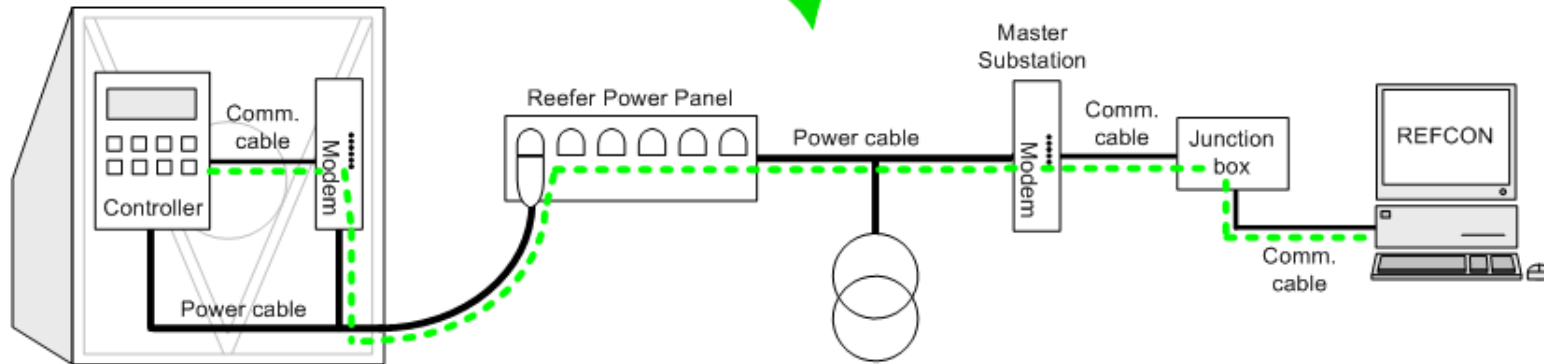 Comm.
cable
Modem
Controller
Power cable
Reefer Power Panel
Power cable
Master
Substation
Modem
Comm.
cable
Junction
box
Comm.
cable
REFCON